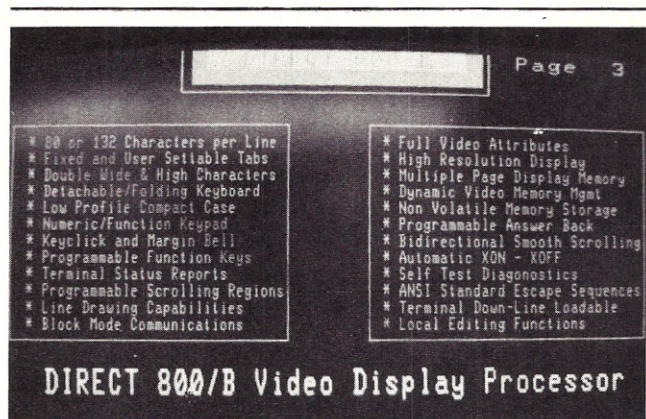 Page 3
* 80 or 132 Characters per Line
* Fixed and User Settable Tabs
* Double Wide & High Characters
* Detachable/Folding Keyboard
* Low Profile Compact Case
* Numeric/Function Keypad
* Keyclick and Margin Bell
* Programmable Function Keys
* Terminal Status Reports
* Programmable Scrolling Regions
* Line Drawing Capabilities
* Block Mode Communications
* Full Video Attributes
* High Resolution Display
* Multiple Page Display Memory
* Dynamic Video Memory Mgmt
* Non Volatile Memory Storage
* Programmable Answer Back
* Bidirectional Smooth Scrolling
* Automatic XON - XOFF
* Self Test Diagonostics
* ANSI Standard Escape Sequences
* Terminal Down-Line Loadable
* Local Editing Functions
DIRECT 800/B Video Display Processor